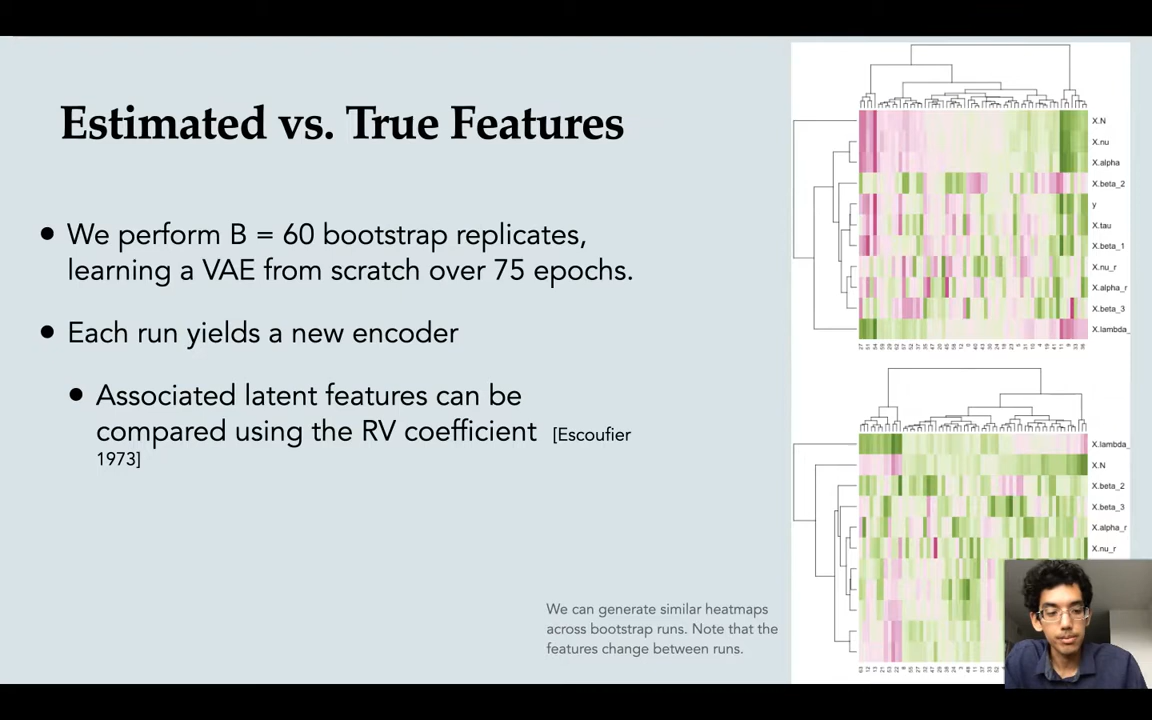 Estimated vs. True Features
• We perform B = 60 bootstrap replicates,
learning a VAE from scratch over 75 epochs.
• Each run yields a new encoder
• Associated latent features can be
compared using the RV coefficient [Escoufier
1973]
We can generate similar heatmaps
across bootstrap runs. Note that the
features change between runs.
X.N
X.nu
X.alpha
X.beta_2
y
X.tau
X.beta_1
X.nu_r
X.alpha_r
X.beta_3
X.lambda_
X.lambda_
X.N
X.beta_2
X.beta_3
X.alpha_r
X.nu_r